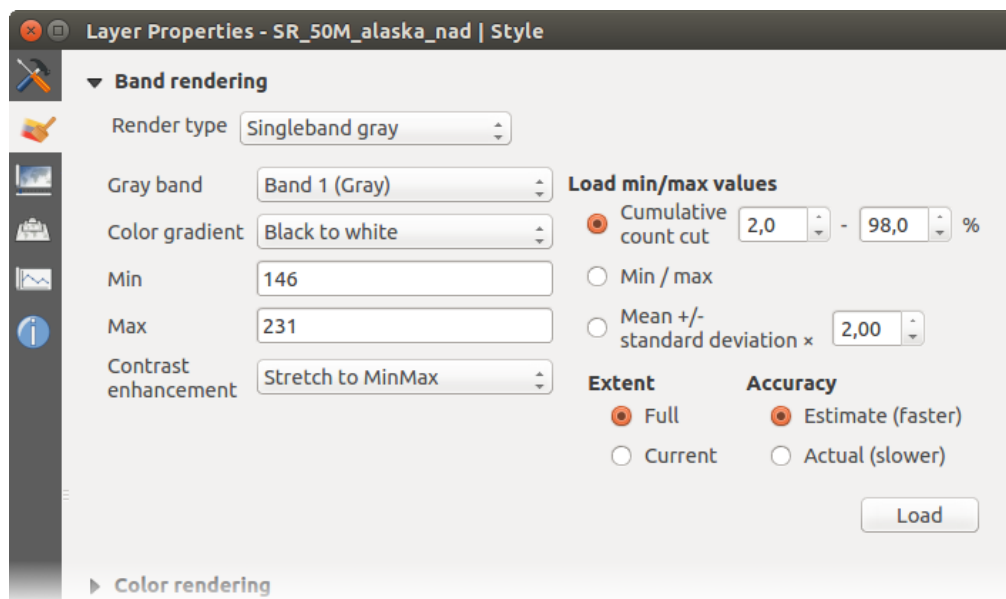 Layer Properties - SR_50M_alaska_nad | Style
Band rendering
Render type Singleband gray
Gray band Band 1 (Gray)
Color gradient Black to white
Min 146
Max 231
Contrast
enhancement Stretch to MinMax
Load min/max values
Cumulative
count cut 2,0 - 98,0 %
Min / max
Mean +/-
standard deviation × 2,00
Extent
Full
Current
Accuracy
Estimate (faster)
Actual (slower)
Load
Color rendering